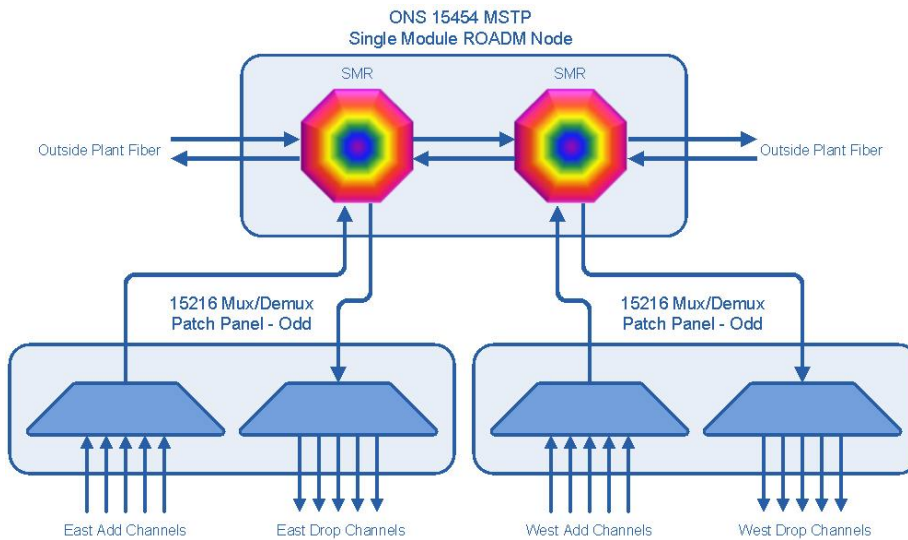 ONS 15454 MSTP
Single Module ROADM Node
SMR
SMR
Outside Plant Fiber
Outside Plant Fiber
15216 Mux/Demux
Patch Panel - Odd
15216 Mux/Demux
Patch Panel - Odd
East Add Channels
East Drop Channels
West Add Channels
West Drop Channels